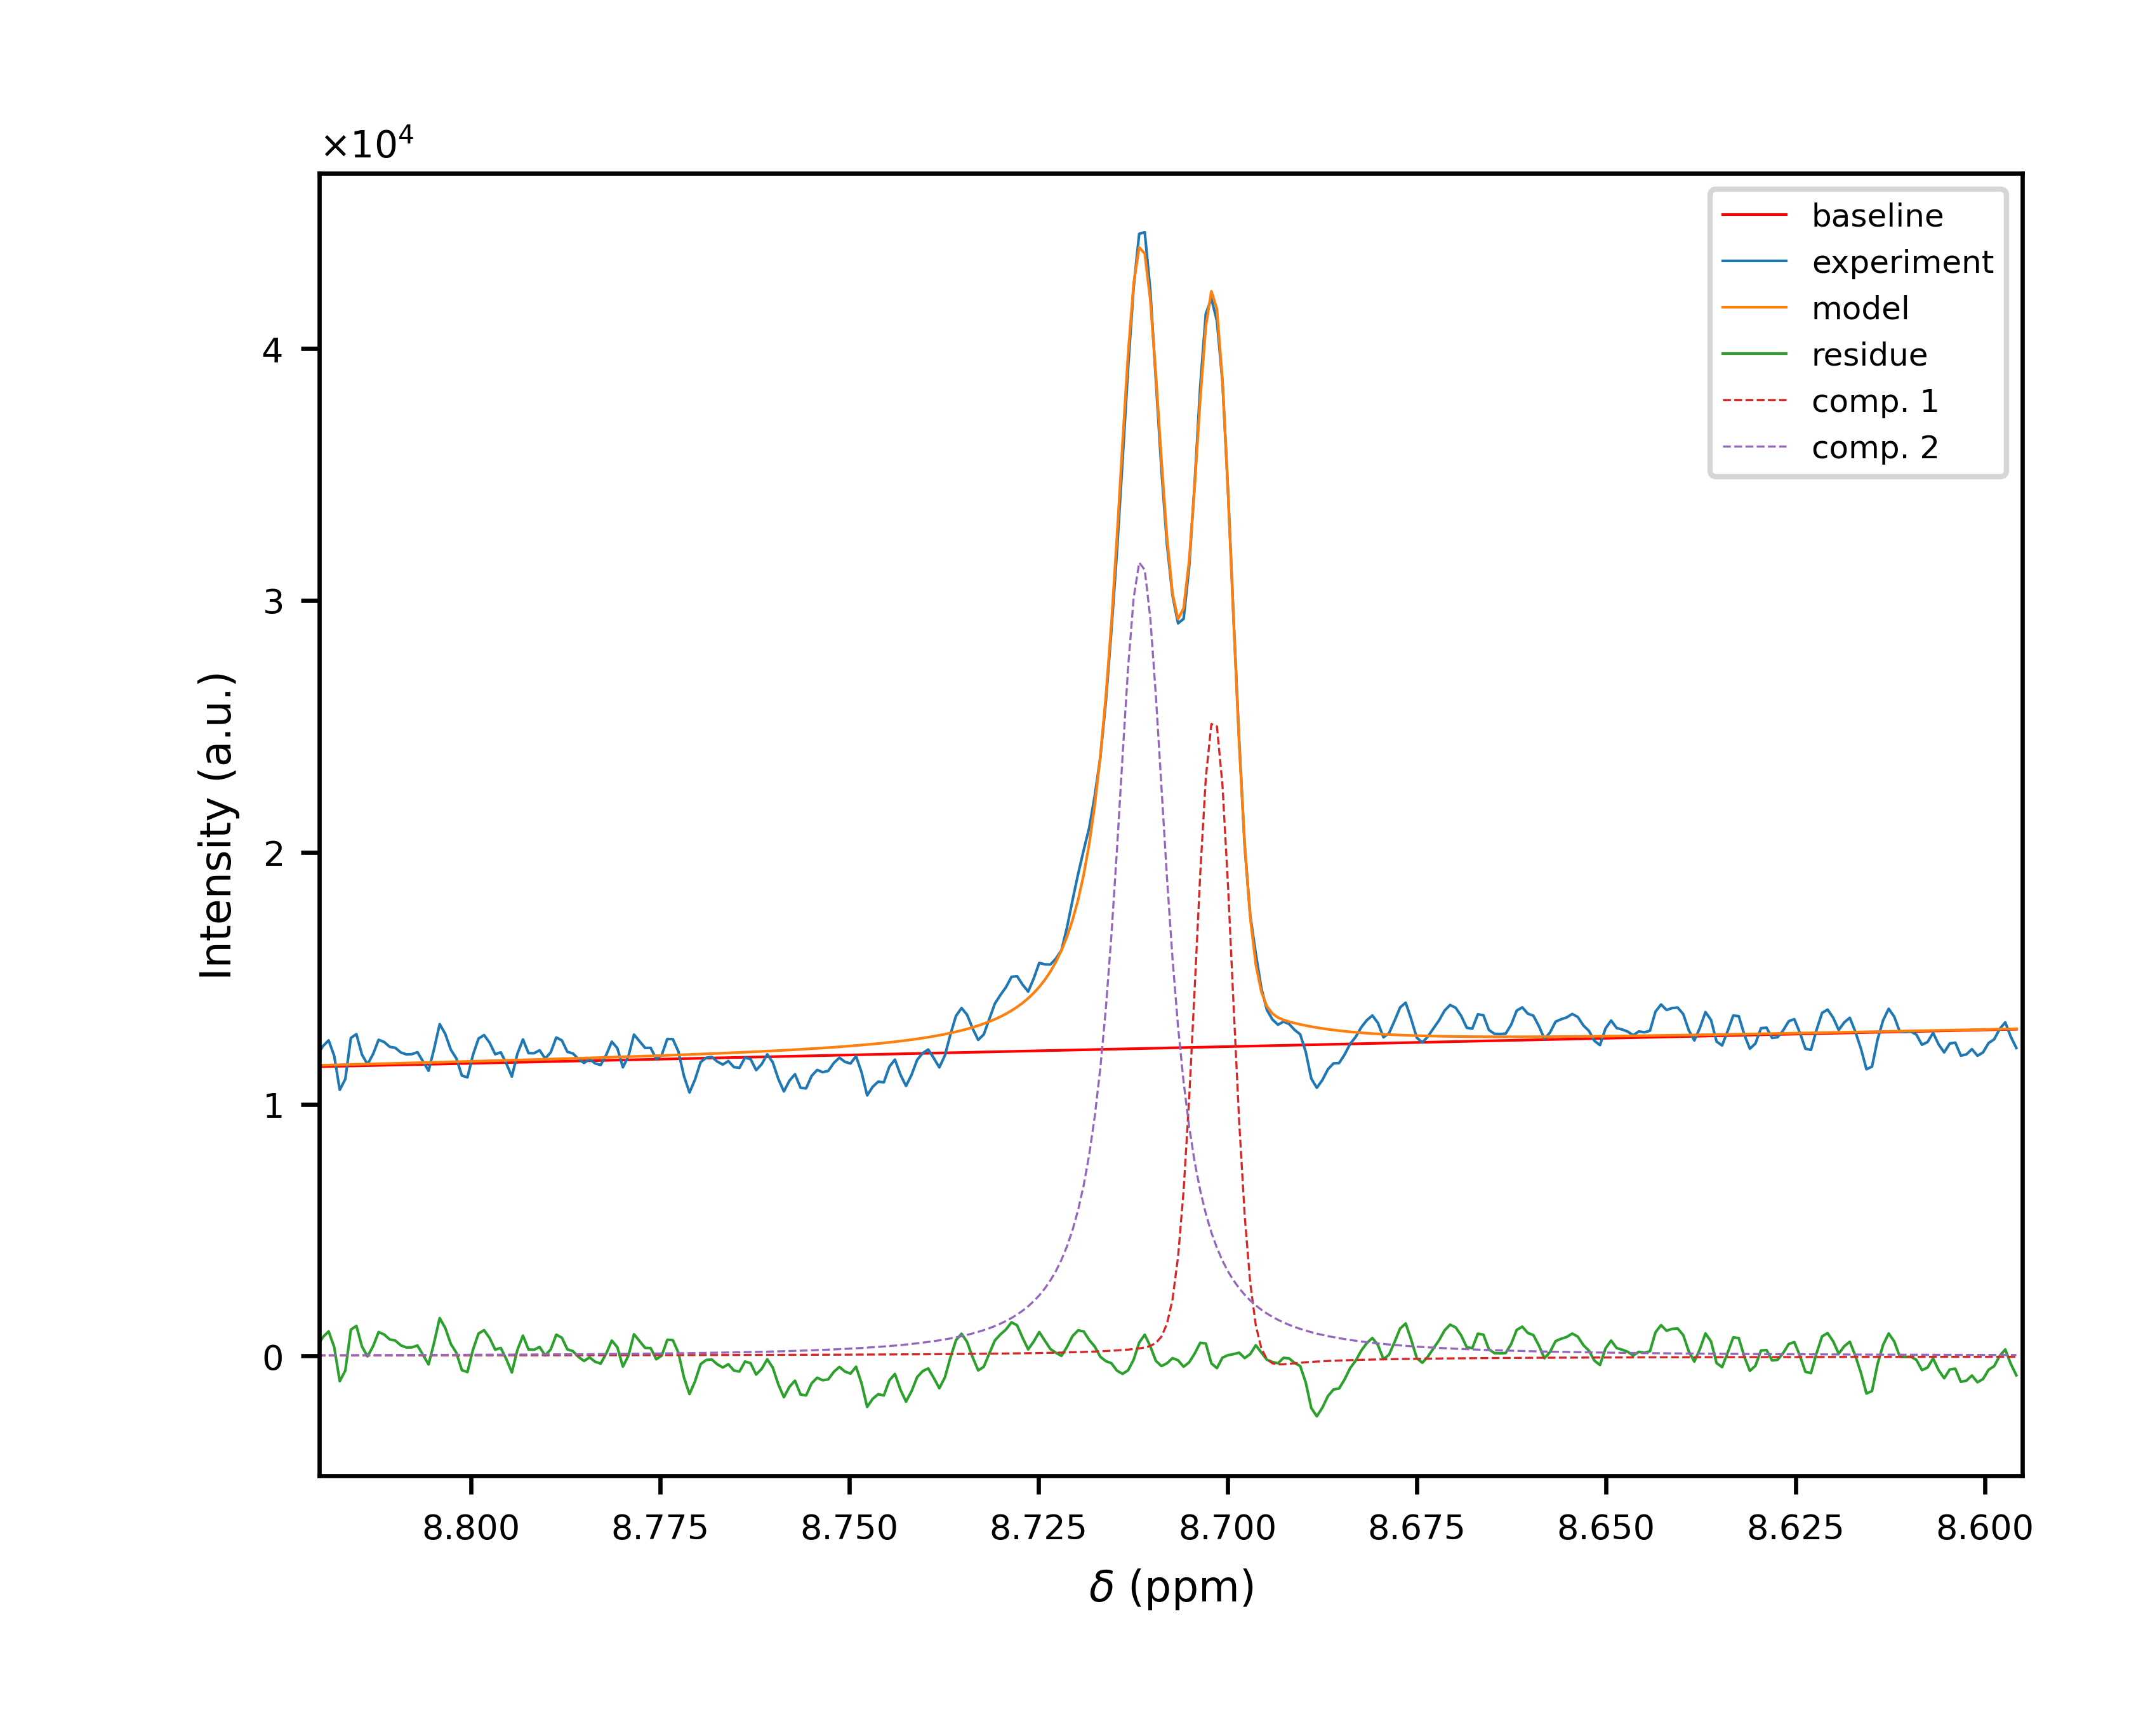 ×10⁴
baseline
experiment
model
residue
comp. 1
comp. 2
4
3
2
1
0
Intensity (a.u.)
8.800 8.775 8.750 8.725 8.700 8.675 8.650 8.625 8.600
δ (ppm)